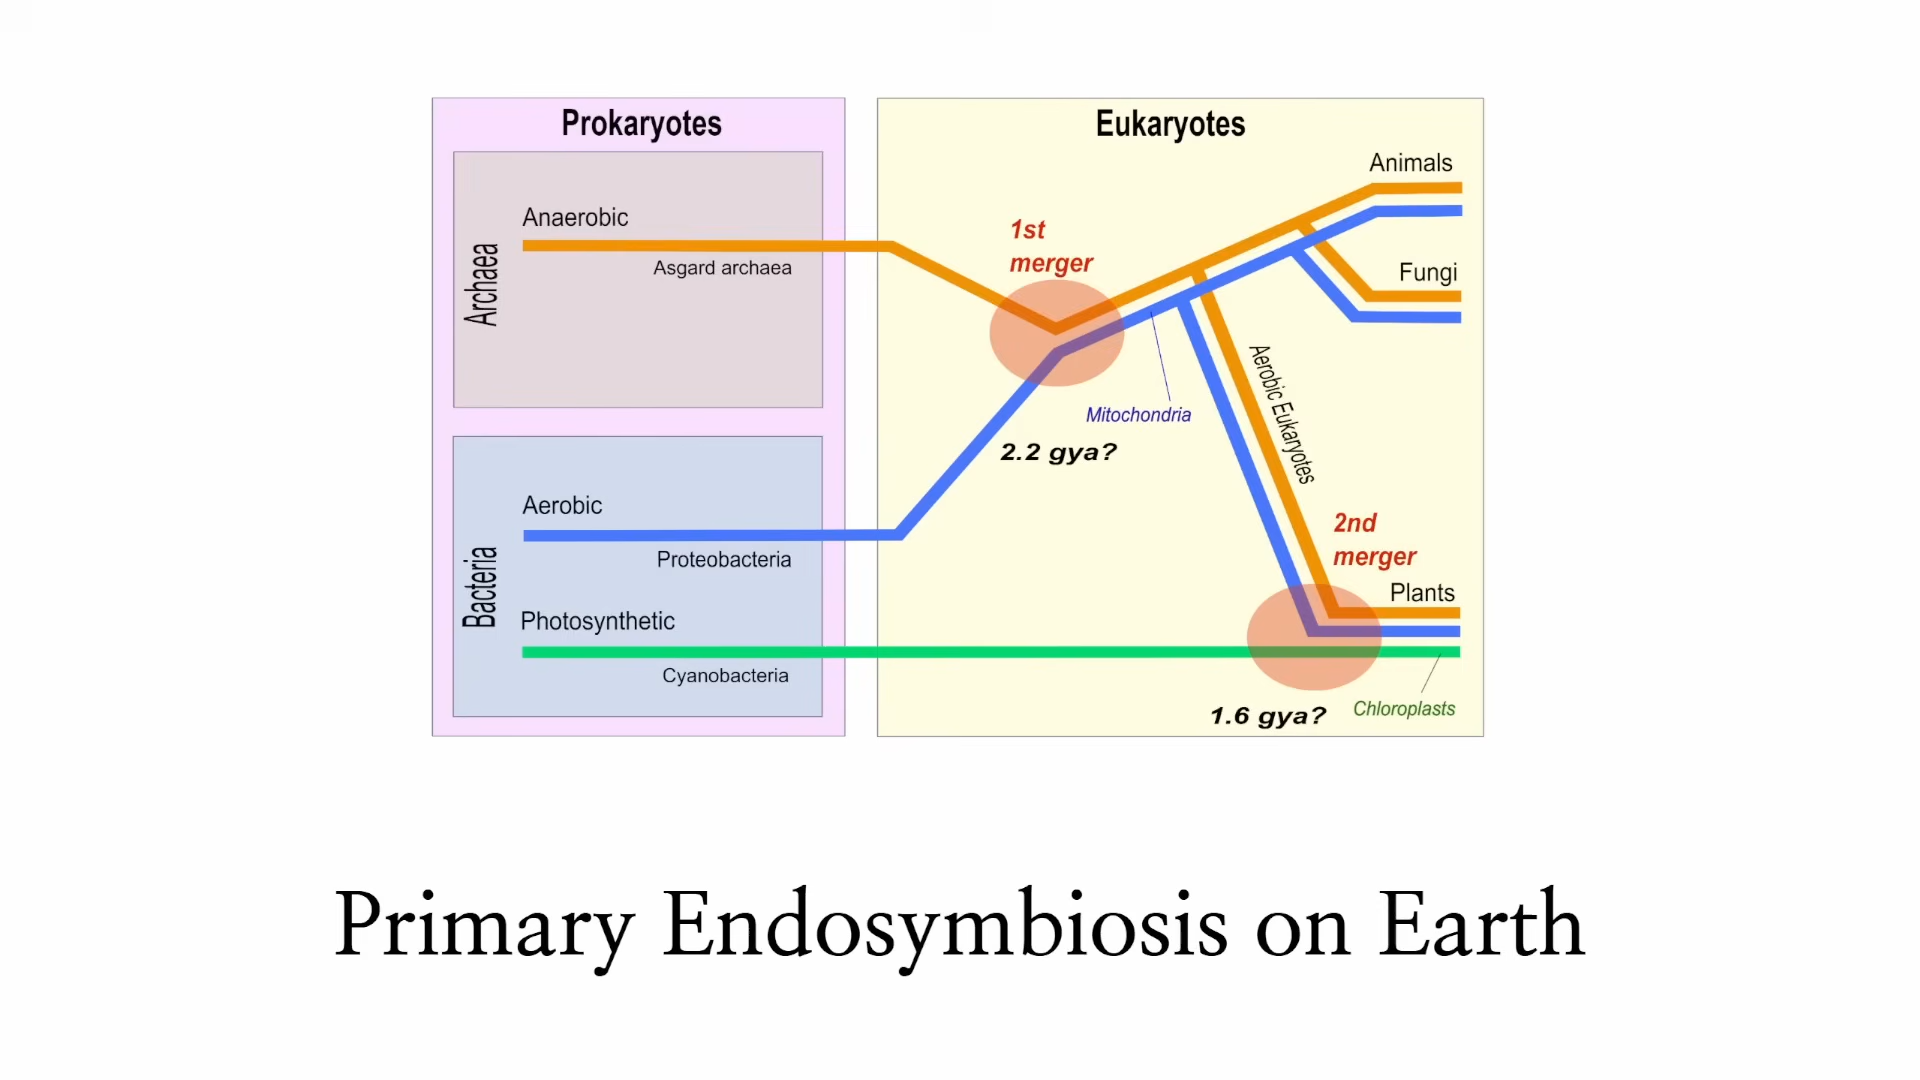 Prokaryotes
Archaea
Anaerobic
Asgard archaea
Bacteria
Aerobic
Proteobacteria
Photosynthetic
Cyanobacteria
Eukaryotes
1st
merger
Mitochondria
2.2 gya?
Animals
Fungi
Aerobic Eukaryotes
2nd
merger
Plants
Chloroplasts
1.6 gya?
Primary Endosymbiosis on Earth